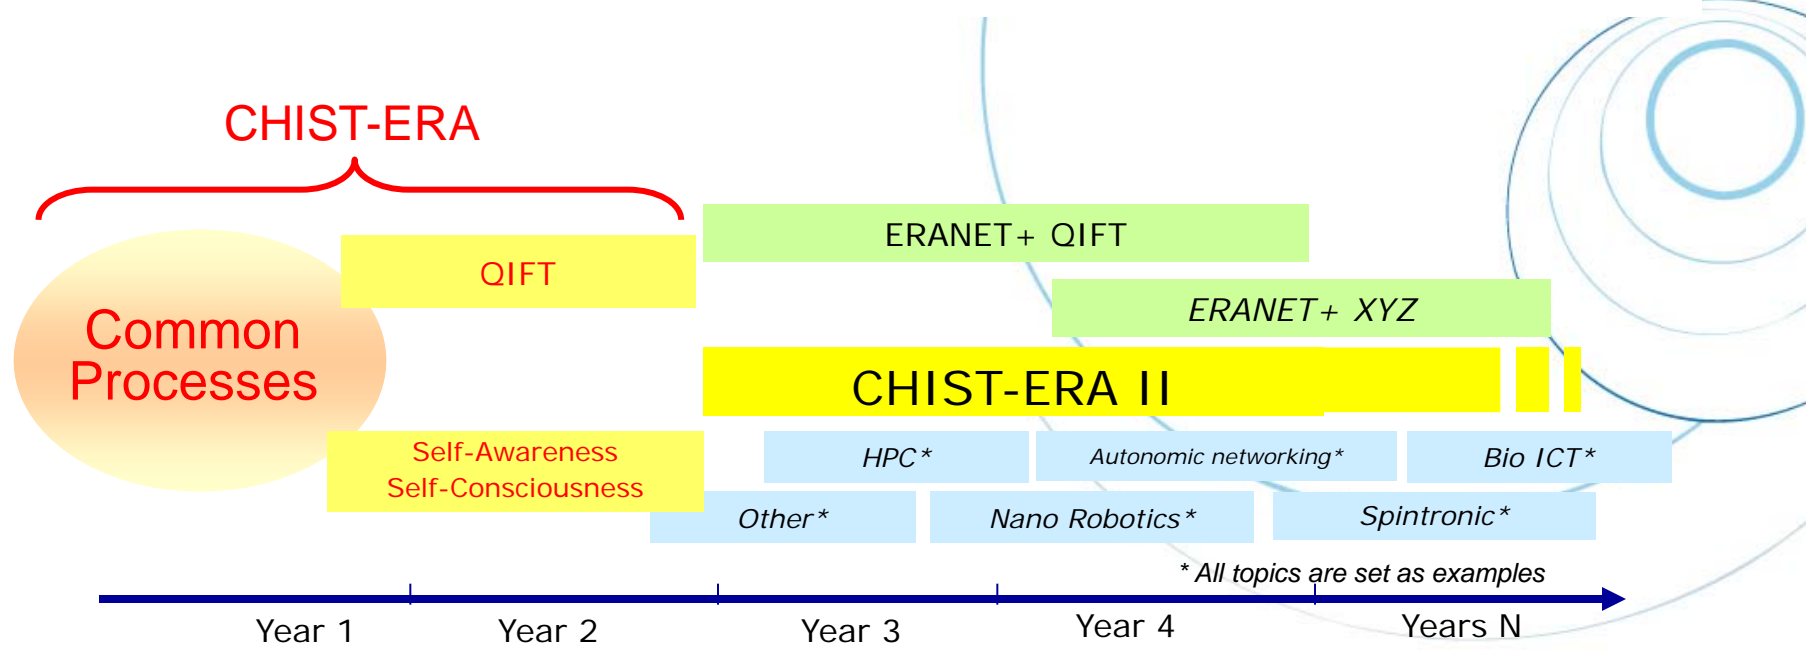 CHIST-ERA
ERANET+ QIFT
QIFT
ERANET+ XYZ
Common
Processes
CHIST-ERA II
Self-Awareness
Self-Consciousness
HPC*
Autonomic networking*
Bio ICT*
Other*
Nano Robotics*
Spintronic*
* All topics are set as examples
Year 1
Year 2
Year 3
Year 4
Years N